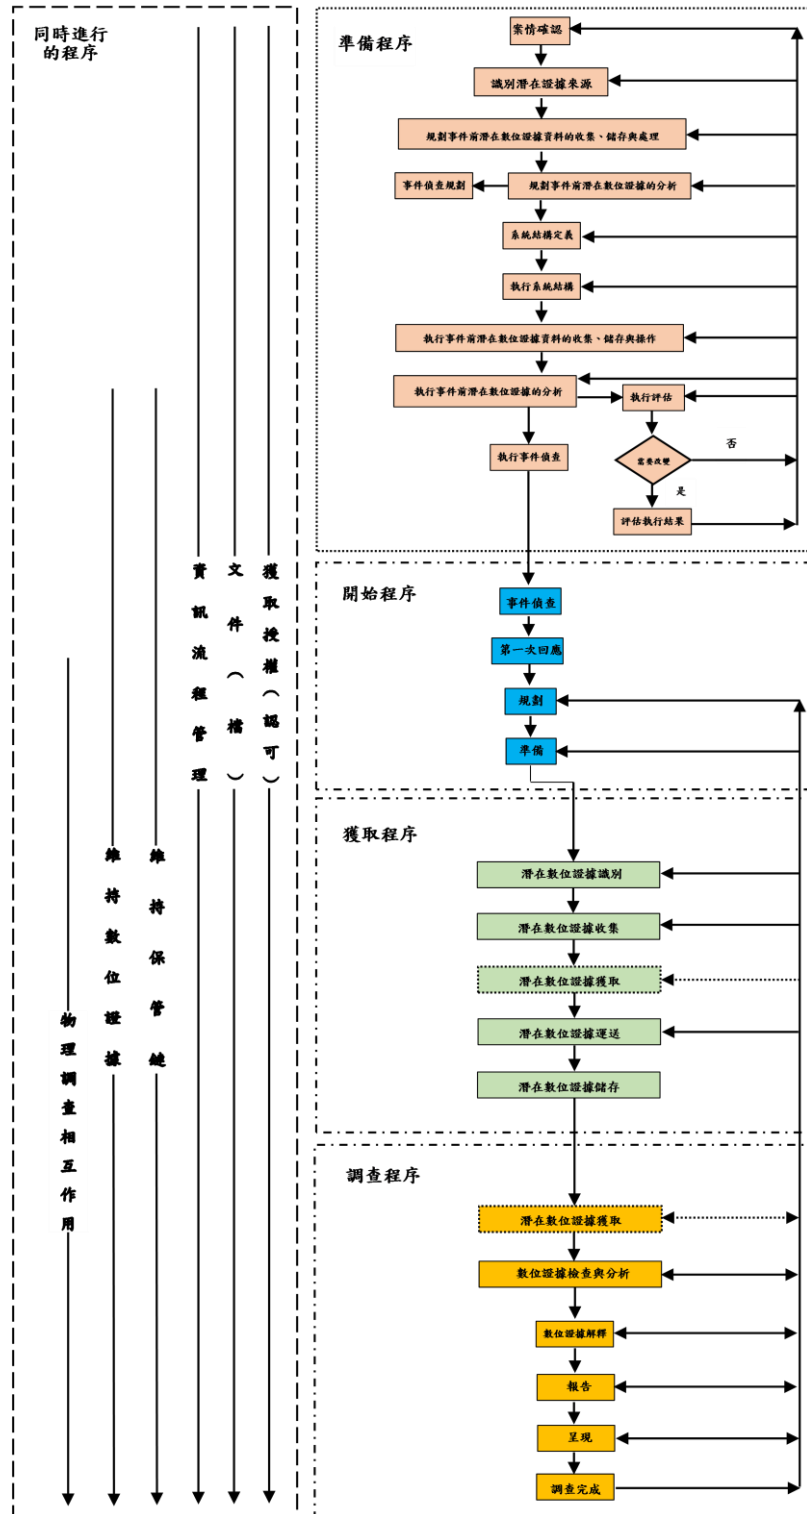 同時進行
的程序
獲取授權（認可）
文件（檔）
資訊流程管理
維持保管鏈
維持數位證據
物理調查相互作用
準備程序
案情確認
識別潛在證據來源
規劃事件前潛在數位證據資料的收集、儲存與處理
事件偵查規劃
規劃事件前潛在數位證據的分析
系統結構定義
執行系統結構
執行事件前潛在數位證據資料的收集、儲存與操作
執行事件前潛在數位證據的分析
執行評估
執行事件偵查
需要改變
否
是
評估執行結果
開始程序
事件偵查
第一次回應
規劃
準備
獲取程序
潛在數位證據識別
潛在數位證據收集
潛在數位證據獲取
潛在數位證據運送
潛在數位證據儲存
調查程序
潛在數位證據獲取
數位證據檢查與分析
數位證據解釋
報告
呈現
調查完成